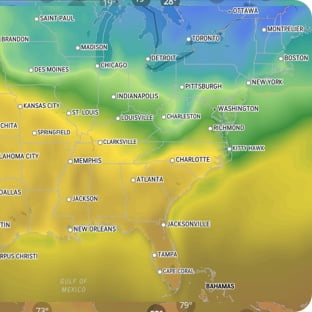 19°
28°
OTTAWA
SAINT PAUL
MONTPELIER
BRANDON
TORONTO
MADISON
DETROIT
BOSTON
CHICAGO
DES MOINES
NEW YORK
PITTSBURGH
INDIANAPOLIS
KANSAS CITY
WASHINGTON
ST. LOUIS
LOUISVILLE
CHARLESTON
CHITA
RICHMOND
SPRINGFIELD
CLARKSVILLE
KITTY HAWK
LAHOMA CITY
MEMPHIS
CHARLOTTE
ATLANTA
DALLAS
JACKSON
TIN
JACKSONVILLE
NEW ORLEANS
RPUS CHRISTI
TAMPA
CAPE CORAL
GULF OF
MEXICO
BAHAMAS
79°
73°